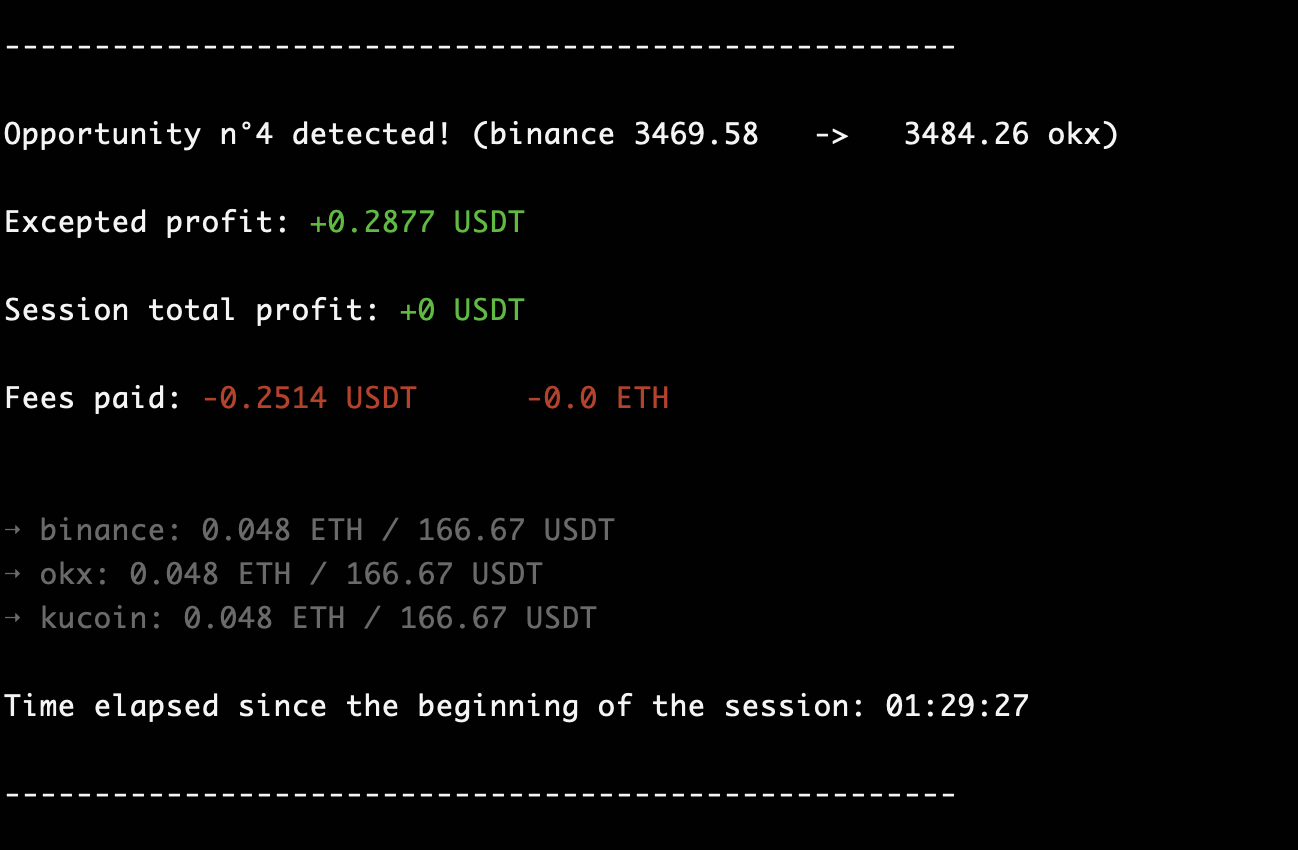 -----------------------------------------------------
Opportunity n°4 detected! (binance 3469.58   ->   3484.26 okx)
Excepted profit: +0.2877 USDT
Session total profit: +0 USDT
Fees paid: -0.2514 USDT      -0.0 ETH
→ binance: 0.048 ETH / 166.67 USDT
→ okx: 0.048 ETH / 166.67 USDT
→ kucoin: 0.048 ETH / 166.67 USDT
Time elapsed since the beginning of the session: 01:29:27
-----------------------------------------------------